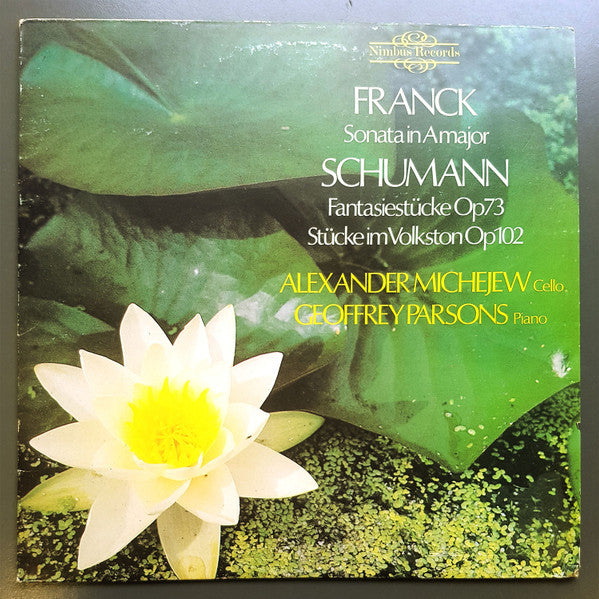 Nimbus Records
FRANCK
Sonata in A major
SCHUMANN
Fantasiestücke Op73
Stücke im Volkston Op102
ALEXANDER MICHEJEW Cello
GEOFFREY PARSONS Piano